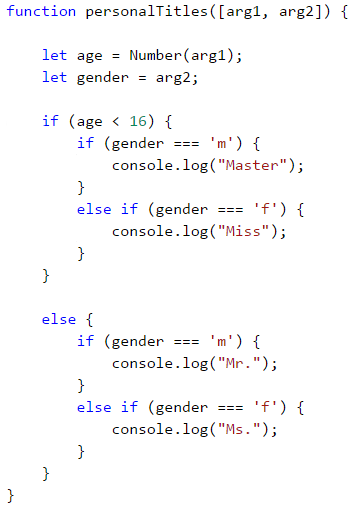 function personalTitles([arg1, arg2]) {
let age = Number(arg1);
let gender = arg2;
if (age < 16) {
if (gender === 'm') {
console.log("Master");
}
else if (gender === 'f') {
console.log("Miss");
}
}
else {
if (gender === 'm') {
console.log("Mr.");
}
else if (gender === 'f') {
console.log("Ms.");
}
}
}